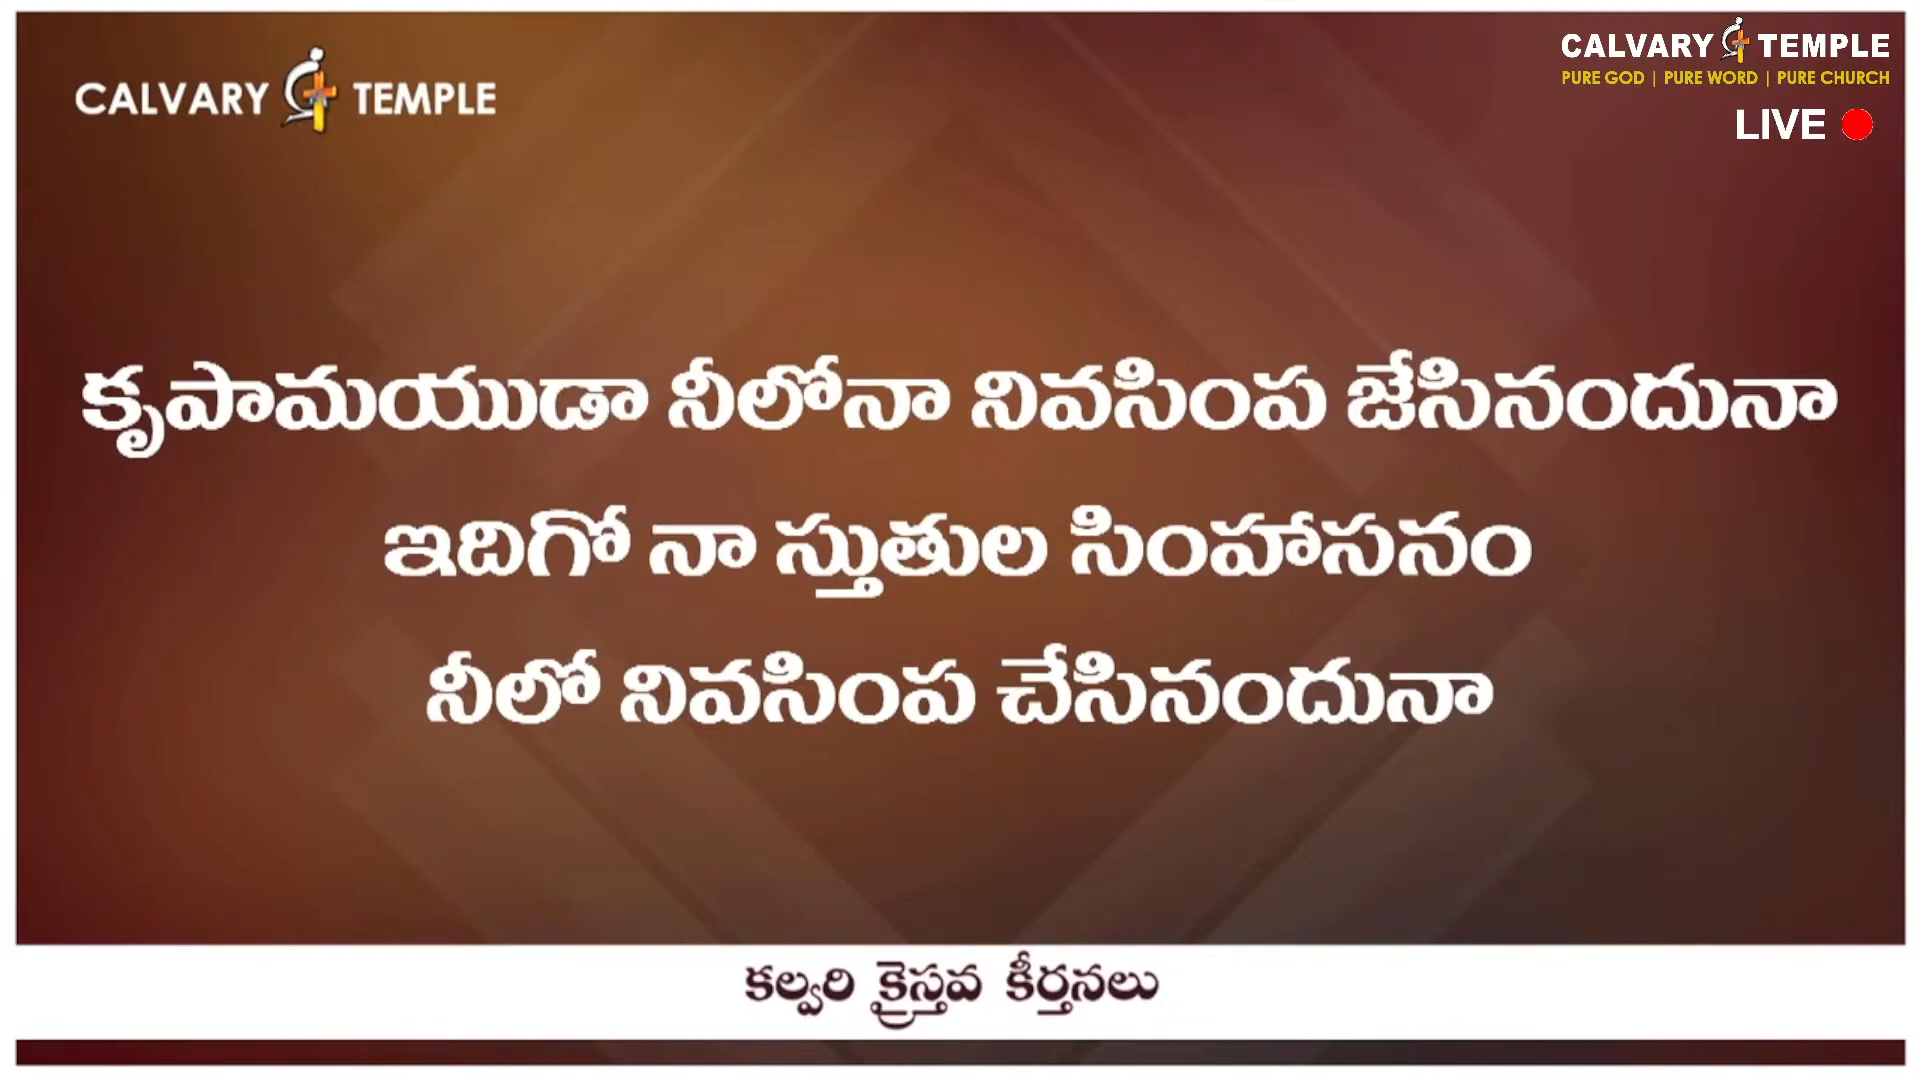 CALVARY TEMPLE
CALVARY TEMPLE
PURE GOD | PURE WORD | PURE CHURCH
LIVE
కృపామయుడా నీలోనా నివసింప జేసినందునా
ఇదిగో నా స్తుతుల సింహాసనం
నీలో నివసింప చేసినందునా
కల్వరి క్రైస్తవ కీర్తనలు